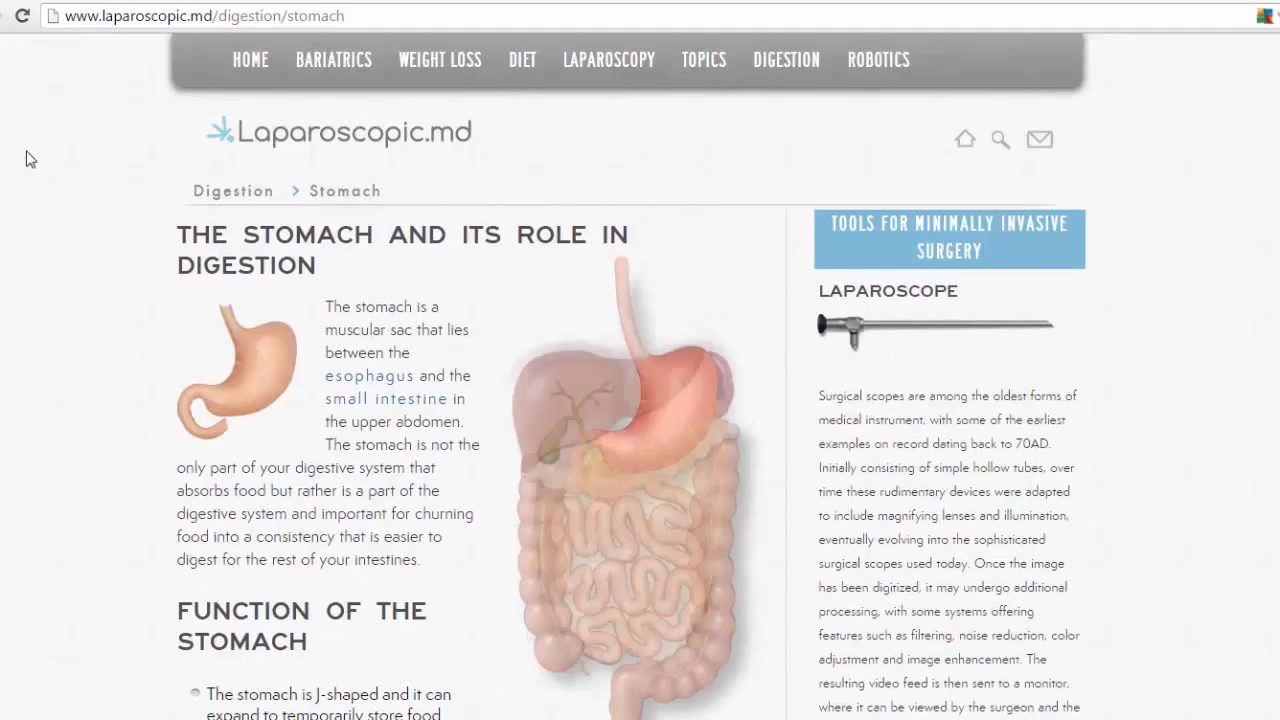 www.laparoscopic.md/digestion/stomach
HOME BARIATRICS WEIGHT LOSS DIET LAPAROSCOPY TOPICS DIGESTION ROBOTICS
Laparoscopic.md
Digestion > Stomach
THE STOMACH AND ITS ROLE IN
DIGESTION
The stomach is a
muscular sac that lies
between the
esophagus and the
small intestine in
the upper abdomen.
The stomach is not the
only part of your digestive system that
absorbs food but rather is a part of the
digestive system and important for churning
food into a consistency that is easier to
digest for the rest of your intestines.
FUNCTION OF THE
STOMACH
The stomach is J-shaped and it can
expand to temporarily store food
TOOLS FOR MINIMALLY INVASIVE
SURGERY
LAPAROSCOPE
Surgical scopes are among the oldest forms of
medical instrument, with some of the earliest
examples on record dating back to 70AD.
Initially consisting of simple hollow tubes, over
time these rudimentary devices were adapted
to include magnifying lenses and illumination,
eventually evolving into the sophisticated
surgical scopes used today. Once the image
has been digitized, it may undergo additional
processing, with some systems offering
features such as filtering, noise reduction, color
adjustment and image enhancement. The
resulting video feed is then sent to a monitor,
where it can be viewed by the surgeon and the